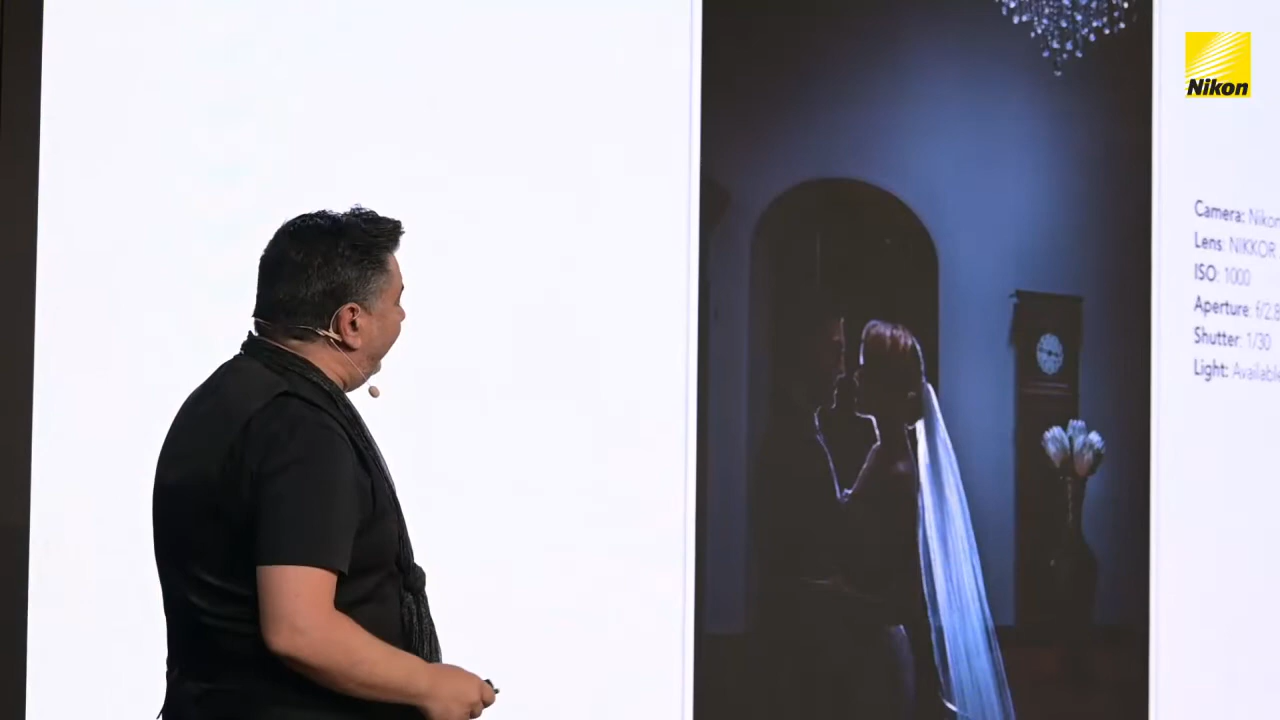 Nikon
Camera: Nikon
Lens: NIKKOR
ISO: 1000
Aperture: f/2.8
Shutter: 1/30
Light: Available